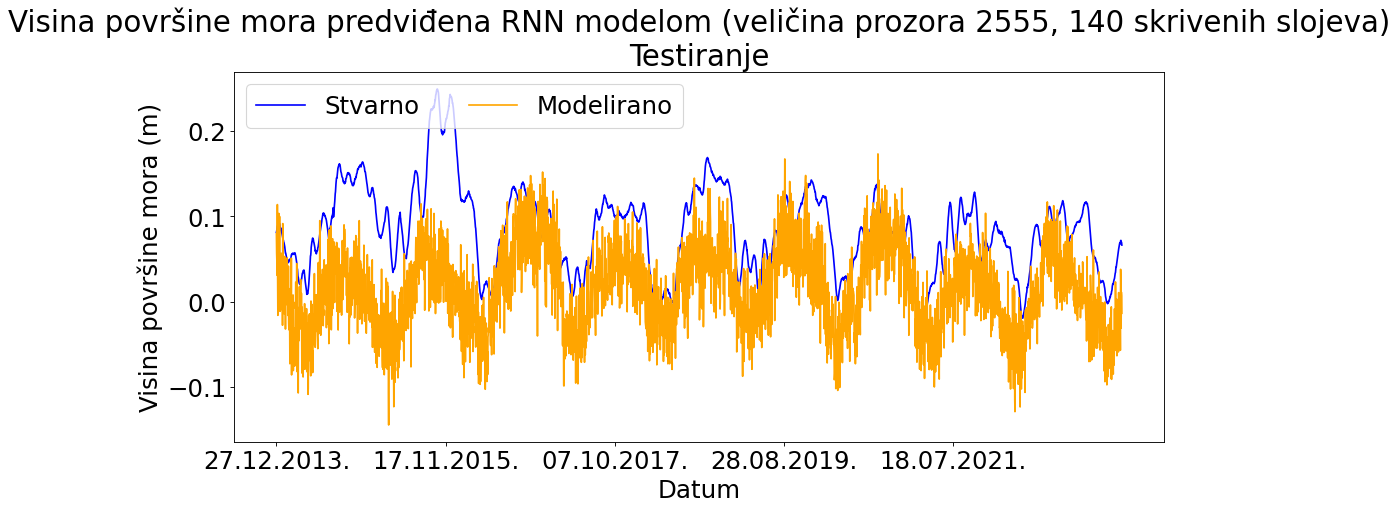 Visina površine mora predviđena RNN modelom (veličina prozora 2555, 140 skrivenih slojeva)
Testiranje
Stvarno
Modelirano
Visina površine mora (m)
0.2
0.1
0.0
−0.1
27.12.2013.
17.11.2015.
07.10.2017.
28.08.2019.
18.07.2021.
Datum